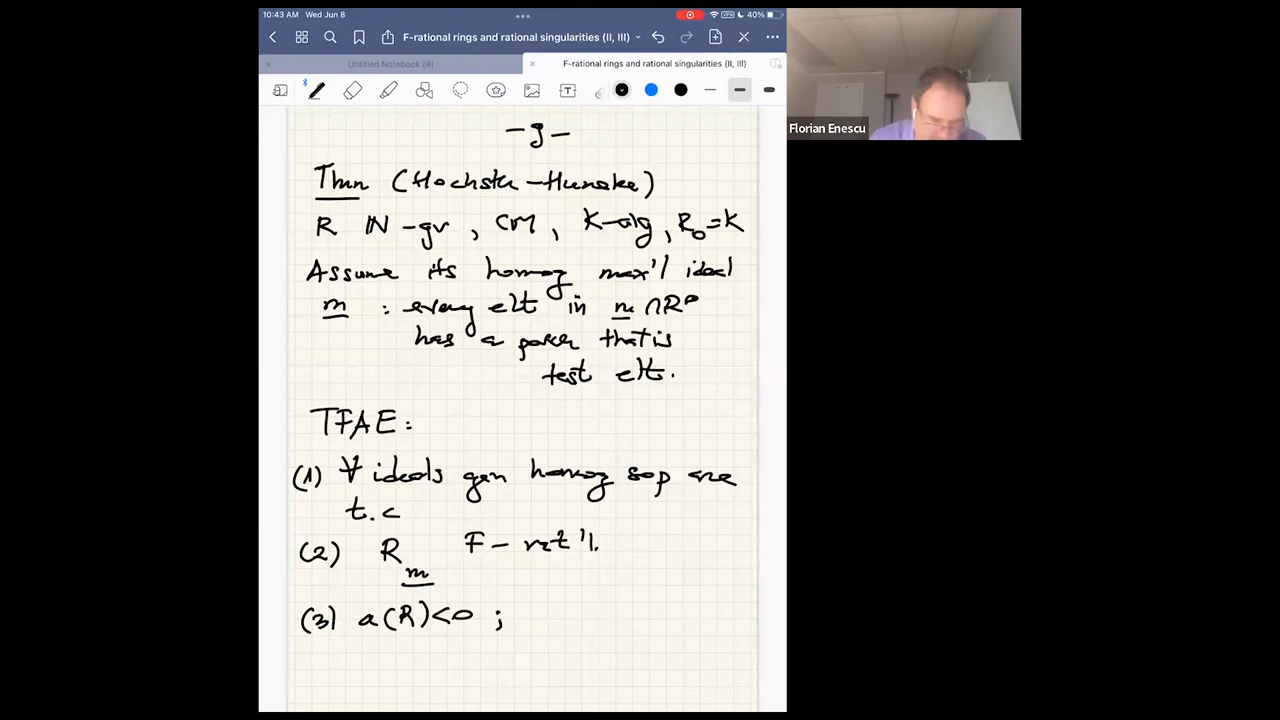 10:43 AM Wed Jun 8
VPN 40%
F-rational rings and rational singularities (II, III)
Untitled Notebook (8)
F-rational rings and rational singularities (II, III)
Florian Enescu
- 9 -
Thm (Hochster-Huneke)
R ℕ-gr, CM, K-alg, R₀=K
Assume its homog max'l ideal
m : every elt in m ∩ R°
has a power that is
test elt.
TFAE:
(1) ∀ ideals gen homog sop are
t.c
(2) R_m F-rat'l.
(3) a(R)<0 ;